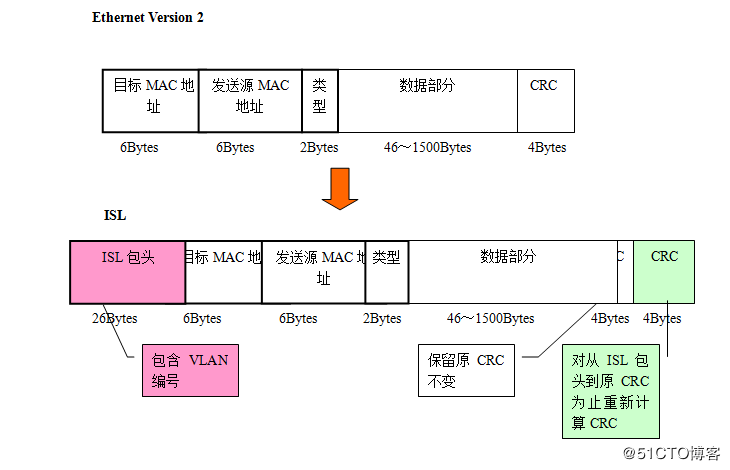 Ethernet Version 2
目标 MAC 地
址
发送源 MAC
地址
类
型
数据部分
CRC
6Bytes
6Bytes
2Bytes
46～1500Bytes
4Bytes
ISL
ISL 包头
目标 MAC 地
发送源 MAC 地
址
类型
数据部分
C
CRC
26Bytes
6Bytes
6Bytes
2Bytes
46～1500Bytes
4Bytes
4Bytes
包含 VLAN
编号
保留原 CRC
不变
对从 ISL 包
头到原 CRC
为止重新计
算 CRC
@51CTO博客